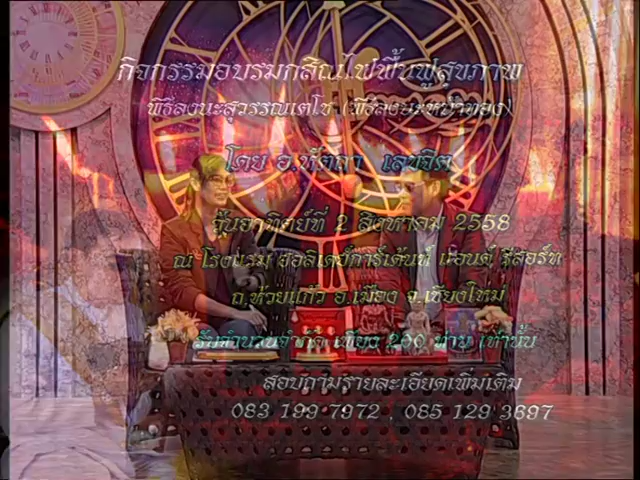 กิจกรรมอบรมกสิณไฟฟื้นฟูสุขภาพ
พิธีลงนะสุวรรณเตโช (พิธีลงนะหน้าทอง)
โดย อ.หัตถา เลขจิต
วันอาทิตย์ที่ 2 สิงหาคม 2558
ณ โรงแรม ฮอลิเดย์การ์เด้นท์ แอนด์ รีสอร์ท
ถ.ห้วยแก้ว อ.เมือง จ.เชียงใหม่
รับจำนวนจำกัด เพียง 200 ท่าน เท่านั้น
สอบถามรายละเอียดเพิ่มเติม
083 199 7972 , 085 129 3697